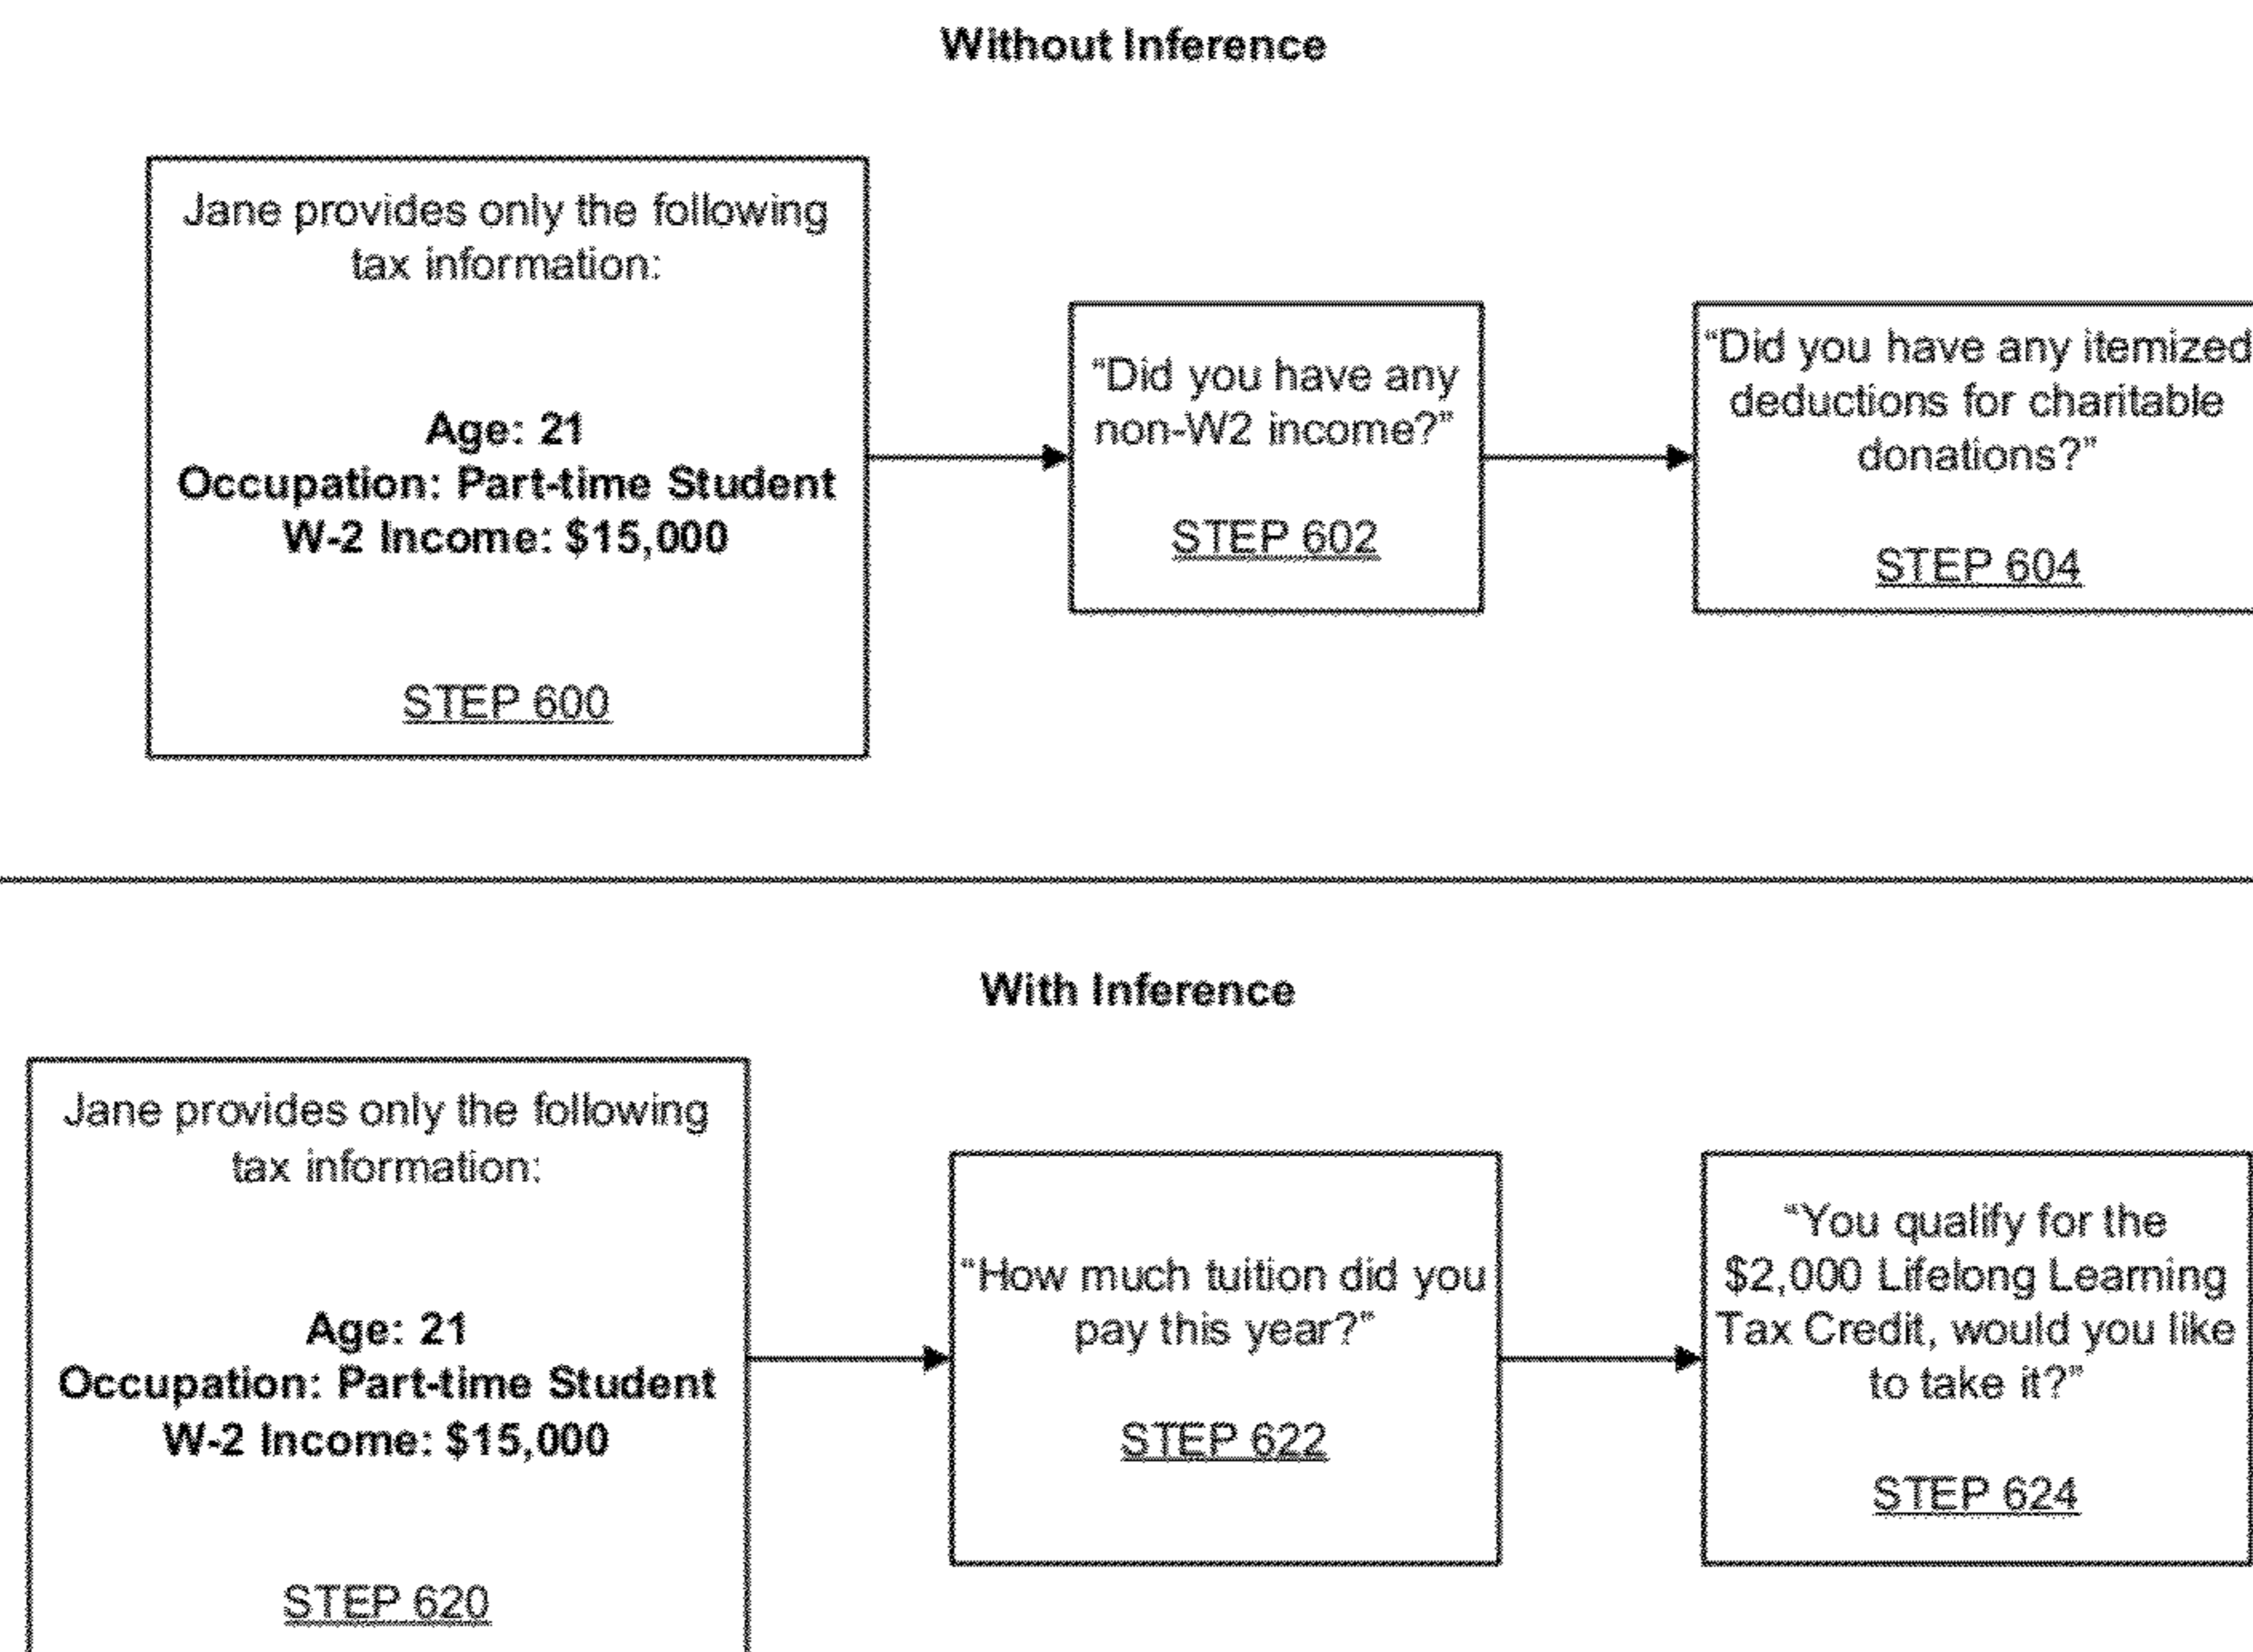 Without Inference
Jane provides only the following
tax information:
Age: 21
Occupation: Part-time Student
W-2 Income: $15,000
STEP 600
“Did you have any
non-W2 income?”
STEP 602
“Did you have any itemized
deductions for charitable
donations?”
STEP 604
With Inference
Jane provides only the following
tax information:
Age: 21
Occupation: Part-time Student
W-2 Income: $15,000
STEP 620
“How much tuition did you
pay this year?”
STEP 622
“You qualify for the
$2,000 Lifelong Learning
Tax Credit, would you like
to take it?”
STEP 624